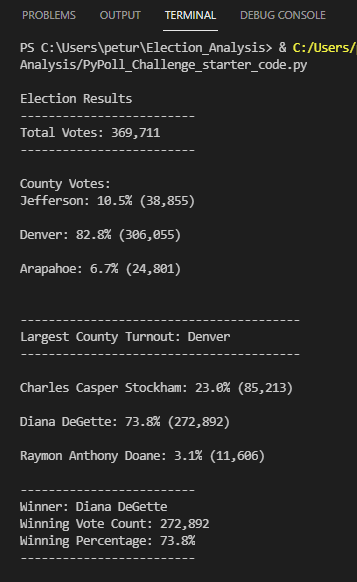 PROBLEMS OUTPUT TERMINAL DEBUG CONSOLE
PS C:\Users\petur\Election_Analysis> & C:/Users/
Analysis/PyPoll_Challenge_starter_code.py
Election Results
-------------------------
Total Votes: 369,711
-------------------------
County Votes:
Jefferson: 10.5% (38,855)
Denver: 82.8% (306,055)
Arapahoe: 6.7% (24,801)
----------------------------------------
Largest County Turnout: Denver
----------------------------------------
Charles Casper Stockham: 23.0% (85,213)
Diana DeGette: 73.8% (272,892)
Raymon Anthony Doane: 3.1% (11,606)
-------------------------
Winner: Diana DeGette
Winning Vote Count: 272,892
Winning Percentage: 73.8%
-------------------------